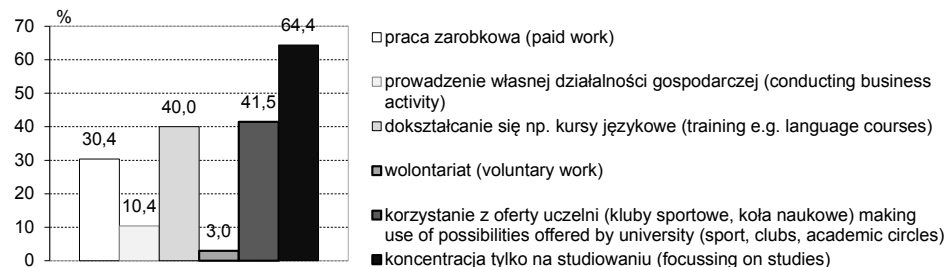 %
70
60
50
40
30
20
10
0
30,4
10,4
40,0
3,0
41,5
64,4
praca zarobkowa (paid work)
prowadzenie własnej działalności gospodarczej (conducting business
activity)
dokształcanie się np. kursy językowe (training e.g. language courses)
wolontariat (voluntary work)
korzystanie z oferty uczelni (kluby sportowe, koła naukowe) making
use of possibilities offered by university (sport, clubs, academic circles)
koncentracja tylko na studiowaniu (focussing on studies)